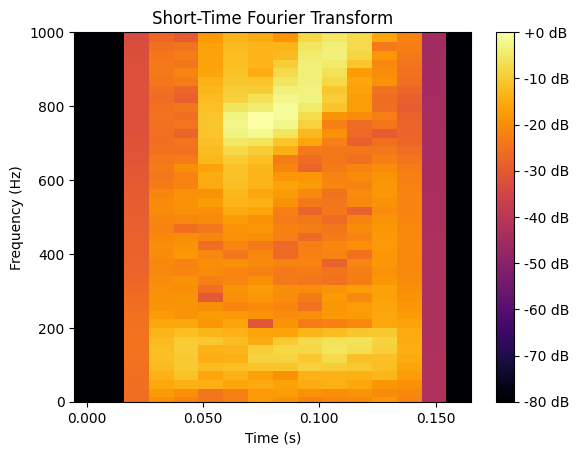 Short-Time Fourier Transform
1000
800
600
400
200
0
Frequency (Hz)
0.000
0.050
0.100
0.150
Time (s)
+0 dB
-10 dB
-20 dB
-30 dB
-40 dB
-50 dB
-60 dB
-70 dB
-80 dB